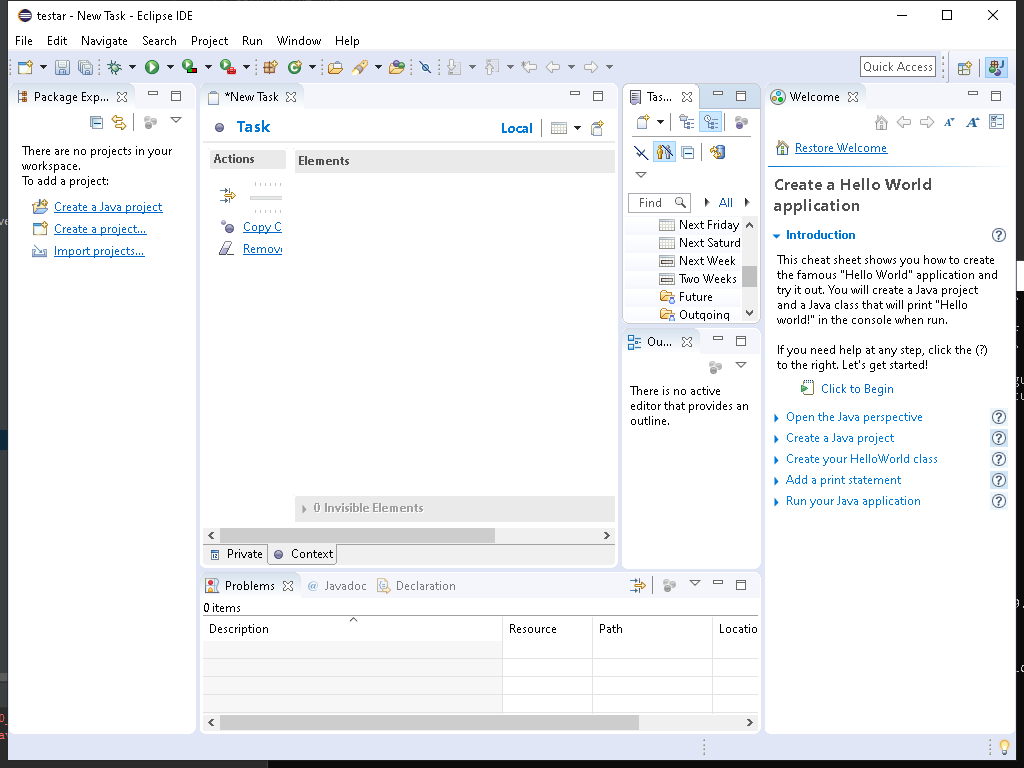 testar - New Task - Eclipse IDE
File Edit Navigate Search Project Run Window Help
Quick Access
Package Exp...
There are no projects in your
workspace.
To add a project:
Create a Java project
Create a project...
Import projects...
*New Task
Task
Local
Actions
Elements
Copy C
Remov
0 Invisible Elements
Private Context
Tas...
Find
All
Next Friday
Next Saturd
Next Week
Two Weeks
Future
Outgoing
Ou...
There is no active
editor that provides an
outline.
Welcome
Restore Welcome
Create a Hello World
application
Introduction
This cheat sheet shows you how to create
the famous "Hello World" application and
try it out. You will create a Java project
and a Java class that will print "Hello
world!" in the console when run.
If you need help at any step, click the (?)
to the right. Let's get started!
Click to Begin
Open the Java perspective
Create a Java project
Create your HelloWorld class
Add a print statement
Run your Java application
Problems @ Javadoc Declaration
0 items
Description Resource Path Locatio